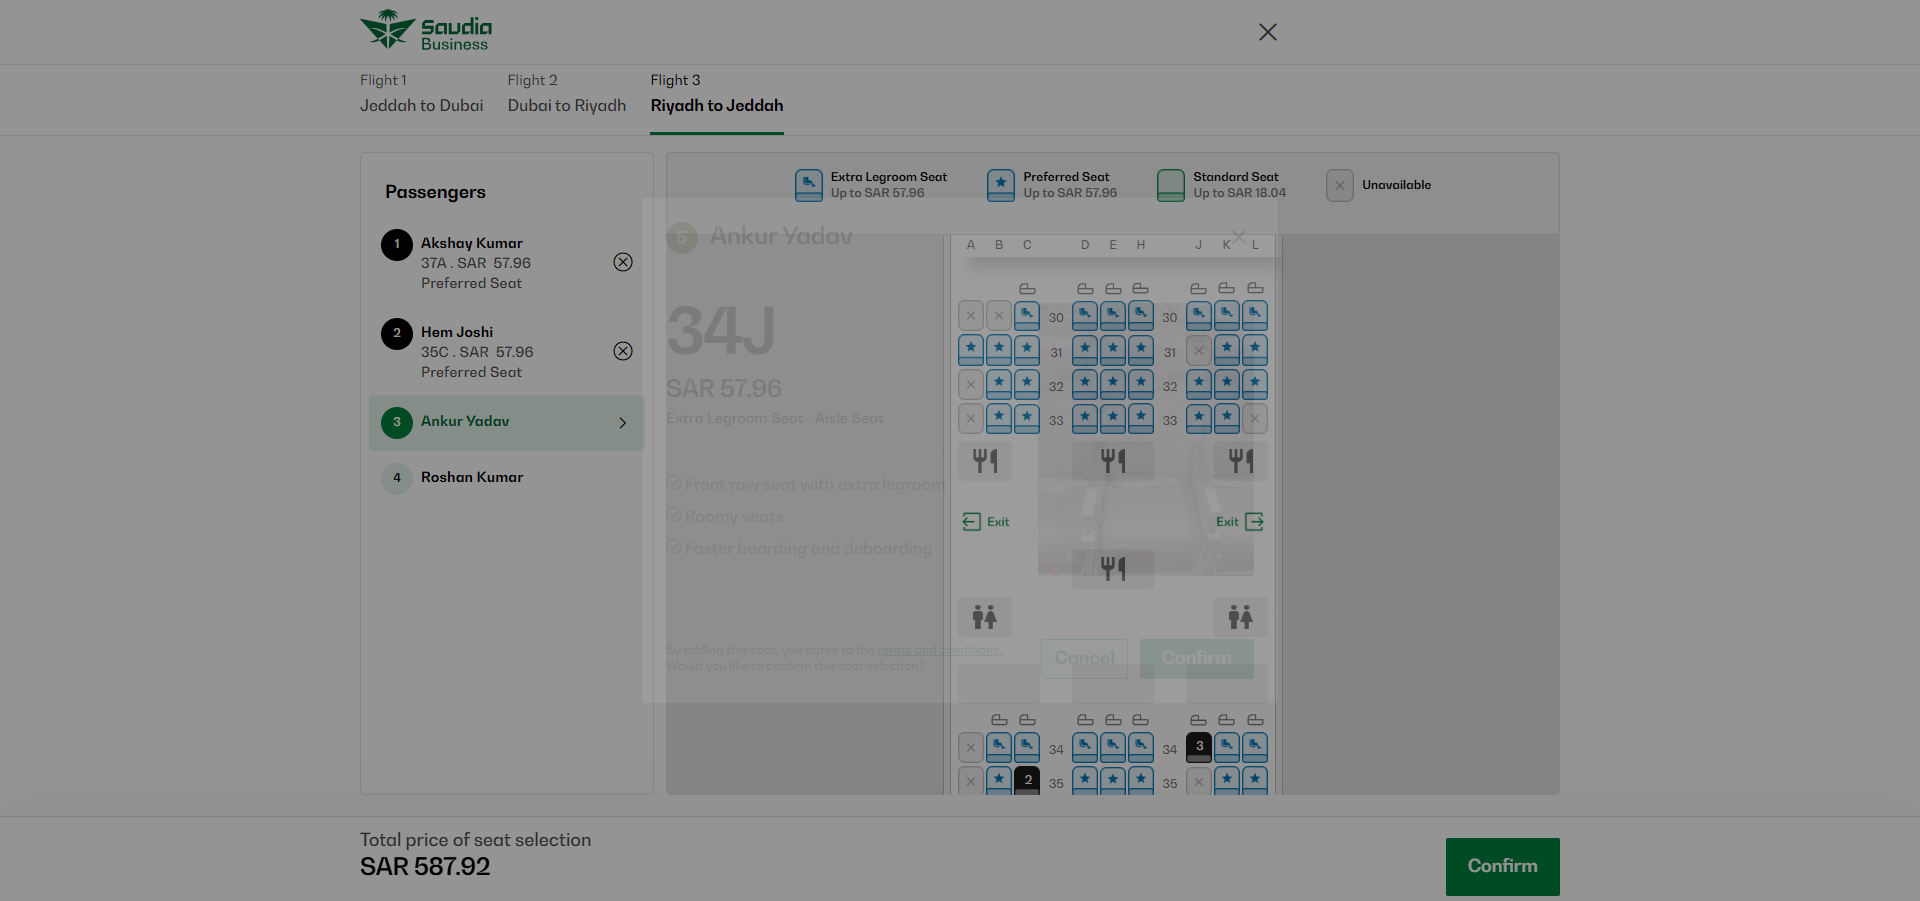 Saudia
Business
Flight 1
Jeddah to Dubai
Flight 2
Dubai to Riyadh
Flight 3
Riyadh to Jeddah
Passengers
1
Akshay Kumar
37A . SAR 57.96
Preferred Seat
2
Hem Joshi
35C . SAR 57.96
Preferred Seat
3
Ankur Yadav
4
Roshan Kumar
Extra Legroom Seat
Up to SAR 57.96
Preferred Seat
Up to SAR 57.96
Standard Seat
Up to SAR 18.04
Unavailable
5
Ankur Yadav
34J
SAR 57.96
Extra Legroom Seat - Aisle Seat
Front row seat with extra legroom
Roomy seats
Faster boarding and deboarding
By adding this seat, you agree to the terms and conditions.
Would you like to confirm this seat selection?
Cancel
Confirm
A B C D E H J K L
30 30
31 31
32 32
33 33
Exit Exit
34 34 3
2 35 35
Total price of seat selection
SAR 587.92
Confirm